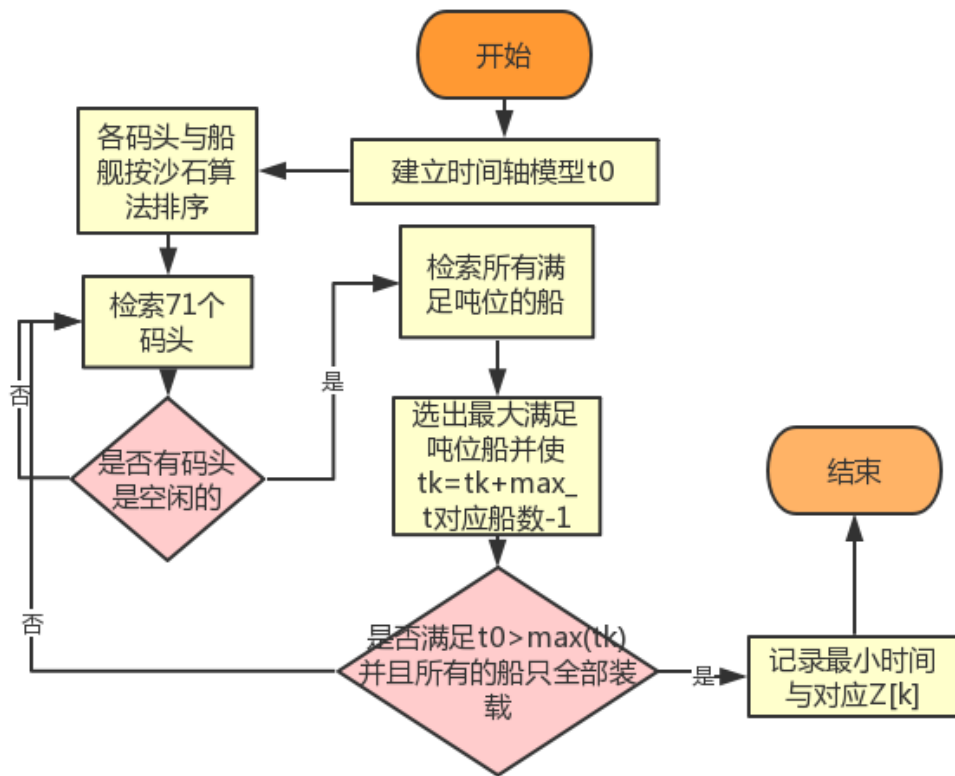 开始
建立时间轴模型t0
各码头与船
舰按沙石算
法排序
检索71个
码头
是否有码头
是空闲的
否
是
检索所有满
足吨位的船
选出最大满足
吨位船并使
tk=tk+max_
t对应船数-1
是否满足t0>max(tk)
并且所有的船只全部装
载
否
是
记录最小时间
与对应Z[k]
结束